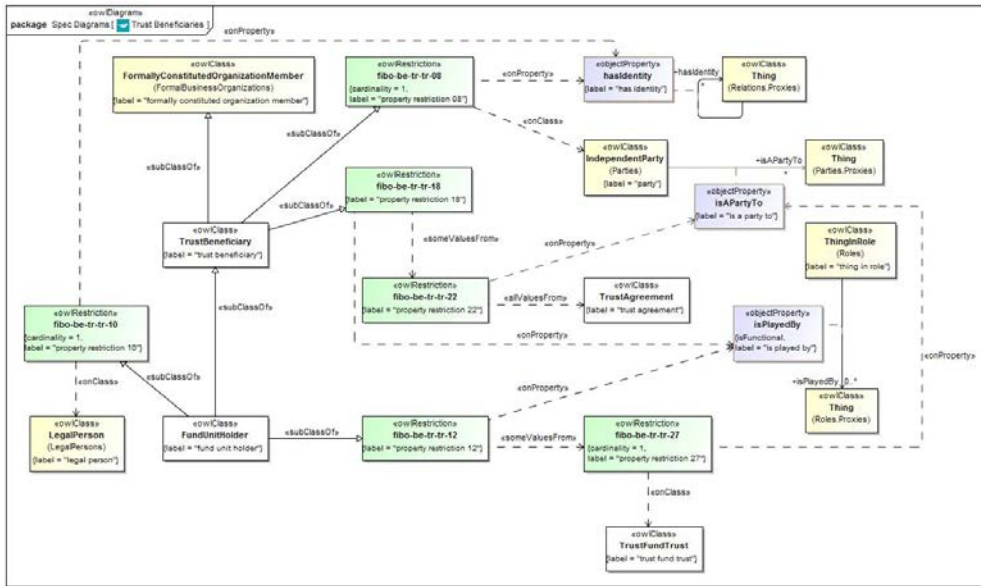 «owlDiagram»
package Spec Diagrams [ Trust Beneficiaries ]
«onProperty»
«owlClass»
FormallyConstitutedOrganizationMember
(FormalBusinessOrganizations)
[label = "formally constituted organization member"]
«owlRestriction»
fibo-be-tr-tr-08
{cardinality = 1,
label = "property restriction 08"}
«onProperty»
«objectProperty»
hasIdentity
{label = "has identity"}
+hasIdentity
*
«owlClass»
Thing
(Relations.Proxies)
«onClass»
«subClassOf»
«subClassOf»
«owlClass»
IndependentParty
(Parties)
{label = "party"}
+isAPartyTo
*
«owlClass»
Thing
(Parties.Proxies)
«owlRestriction»
fibo-be-tr-tr-18
{label = "property restriction 18"}
«subClassOf»
«objectProperty»
isAPartyTo
{label = "is a party to"}
«owlClass»
TrustBeneficiary
{label = "trust beneficiary"}
«someValuesFrom»
«onProperty»
«owlClass»
ThingInRole
(Roles)
{label = "thing in role"}
«owlRestriction»
fibo-be-tr-tr-22
{label = "property restriction 22"}
«allValuesFrom»
«owlClass»
TrustAgreement
{label = "trust agreement"}
«subClassOf»
«owlRestriction»
fibo-be-tr-tr-10
{cardinality = 1,
label = "property restriction 10"}
«onProperty»
«objectProperty»
isPlayedBy
{isFunctional,
label = "is played by"}
«onProperty»
«onClass»
«subClassOf»
«onProperty»
+isPlayedBy 0..*
«owlClass»
Thing
(Roles.Proxies)
«owlClass»
LegalPerson
(LegalPersons)
{label = "legal person"}
«owlClass»
FundUnitHolder
{label = "fund unit holder"}
«subClassOf»
«owlRestriction»
fibo-be-tr-tr-12
{label = "property restriction 12"}
«someValuesFrom»
«owlRestriction»
fibo-be-tr-tr-27
{cardinality = 1,
label = "property restriction 27"}
«onClass»
«owlClass»
TrustFundTrust
{label = "trust fund trust"}